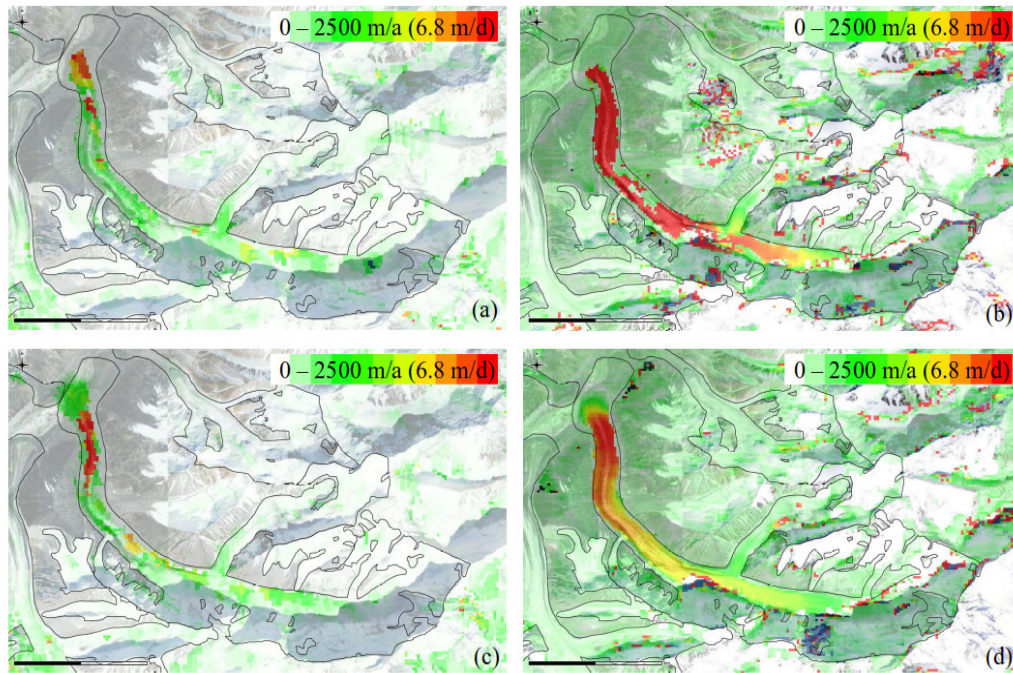 0 – 2500 m/a (6.8 m/d)
(a)
0 – 2500 m/a (6.8 m/d)
(b)
0 – 2500 m/a (6.8 m/d)
(c)
0 – 2500 m/a (6.8 m/d)
(d)